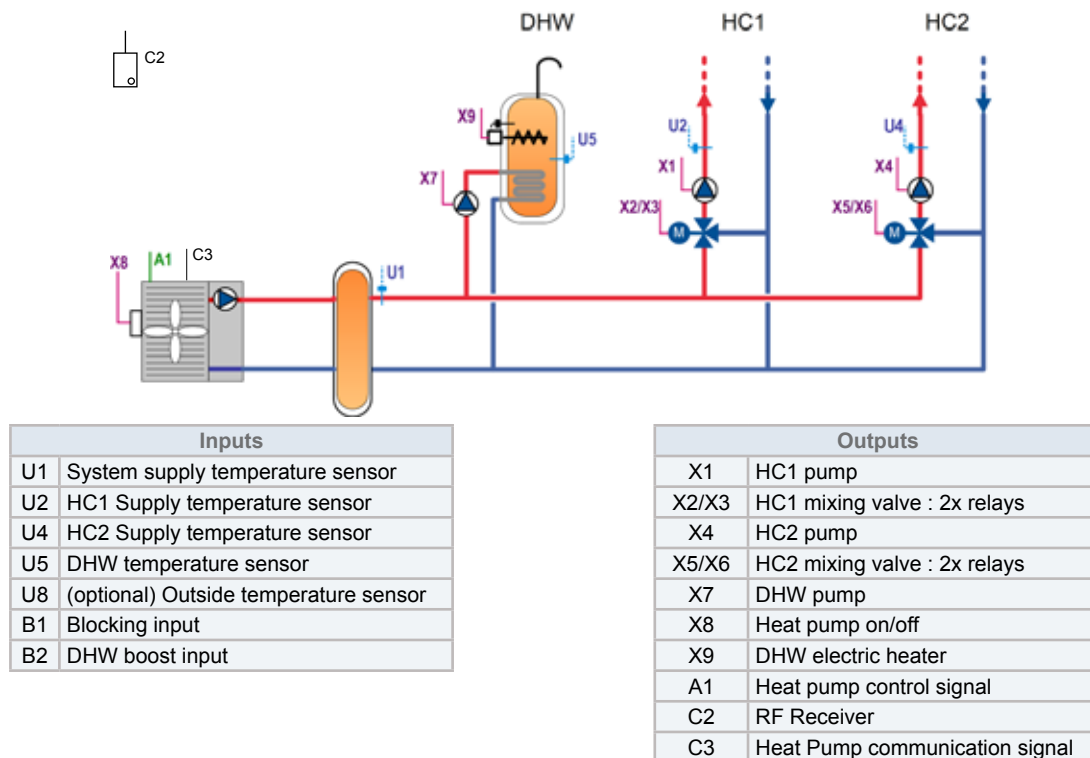 DHW HC1 HC2
C2
X9
U5
U2
U4
X7
X1
X4
X2/X3
X5/X6
M
M
X8
A1
C3
U1
Inputs
U1 System supply temperature sensor
U2 HC1 Supply temperature sensor
U4 HC2 Supply temperature sensor
U5 DHW temperature sensor
U8 (optional) Outside temperature sensor
B1 Blocking input
B2 DHW boost input
Outputs
X1 HC1 pump
X2/X3 HC1 mixing valve : 2x relays
X4 HC2 pump
X5/X6 HC2 mixing valve : 2x relays
X7 DHW pump
X8 Heat pump on/off
X9 DHW electric heater
A1 Heat pump control signal
C2 RF Receiver
C3 Heat Pump communication signal